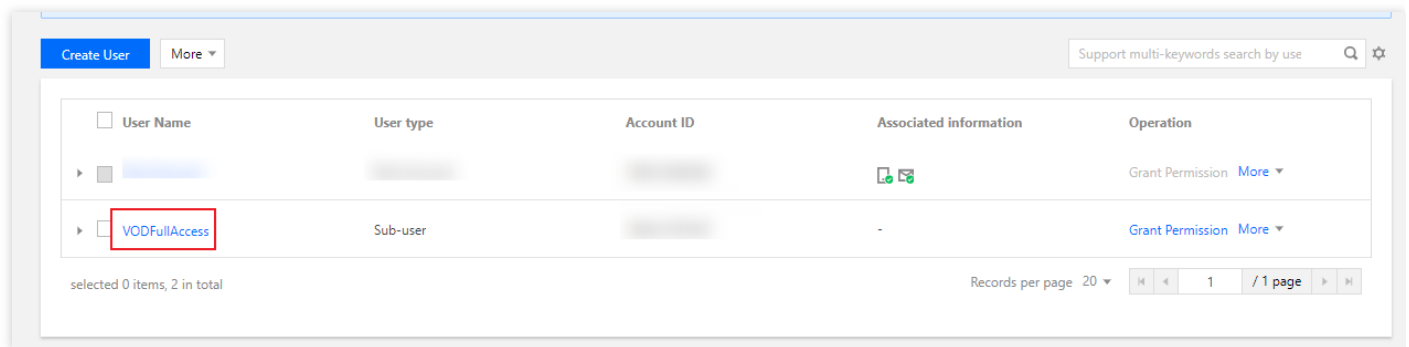 Create User More Support multi-keywords search by use
User Name User type Account ID Associated information Operation
Grant Permission More
VODFullAccess Sub-user - Grant Permission More
selected 0 items, 2 in total Records per page 20 1 / 1 page